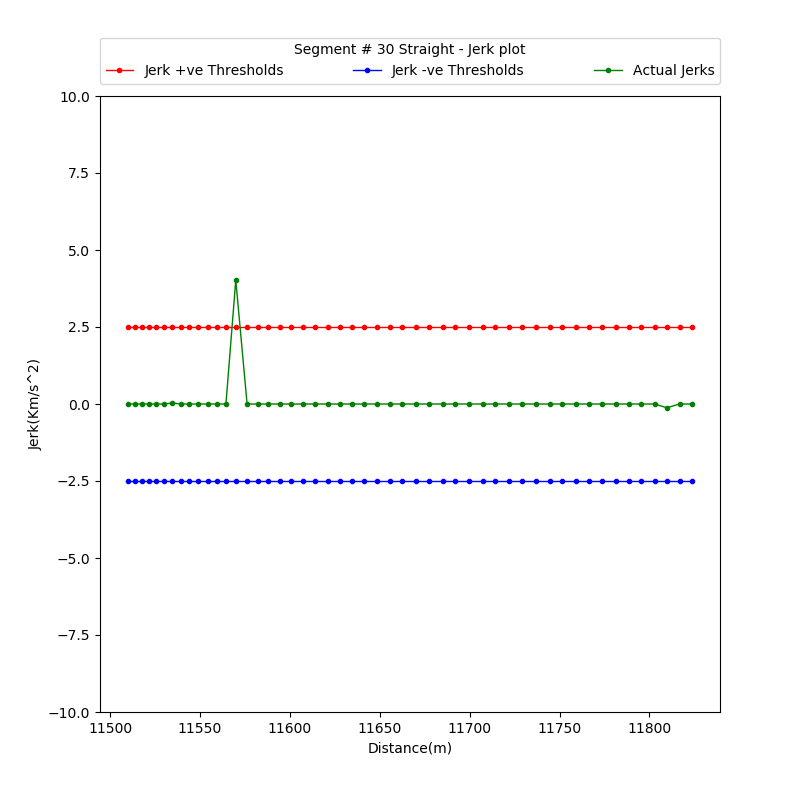 Segment # 30 Straight - Jerk plot
Jerk +ve Thresholds Jerk -ve Thresholds Actual Jerks
10.0
7.5
5.0
2.5
0.0
−2.5
−5.0
−7.5
−10.0
Jerk(Km/s^2)
11500 11550 11600 11650 11700 11750 11800
Distance(m)